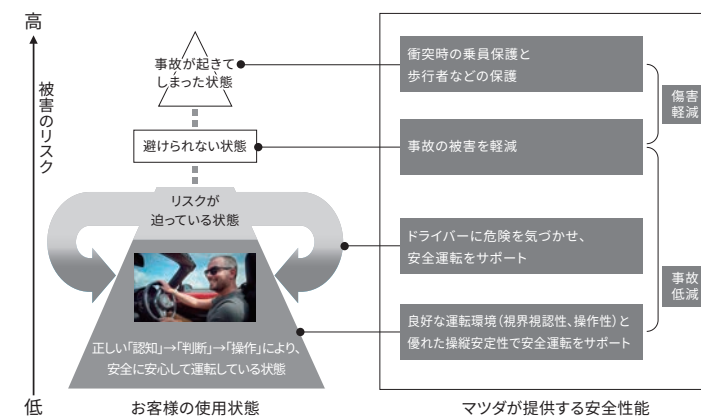 高
被害のリスク
低
事故が起きて
しまった状態
避けられない状態
リスクが
迫っている状態
正しい「認知」→「判断」→「操作」により、
安全に安心して運転している状態
お客様の使用状態
衝突時の乗員保護と
歩行者などの保護
事故の被害を軽減
ドライバーに危険を気づかせ、
安全運転をサポート
良好な運転環境(視界視認性、操作性)と
優れた操縦安定性で安全運転をサポート
傷害
軽減
事故
低減
マツダが提供する安全性能